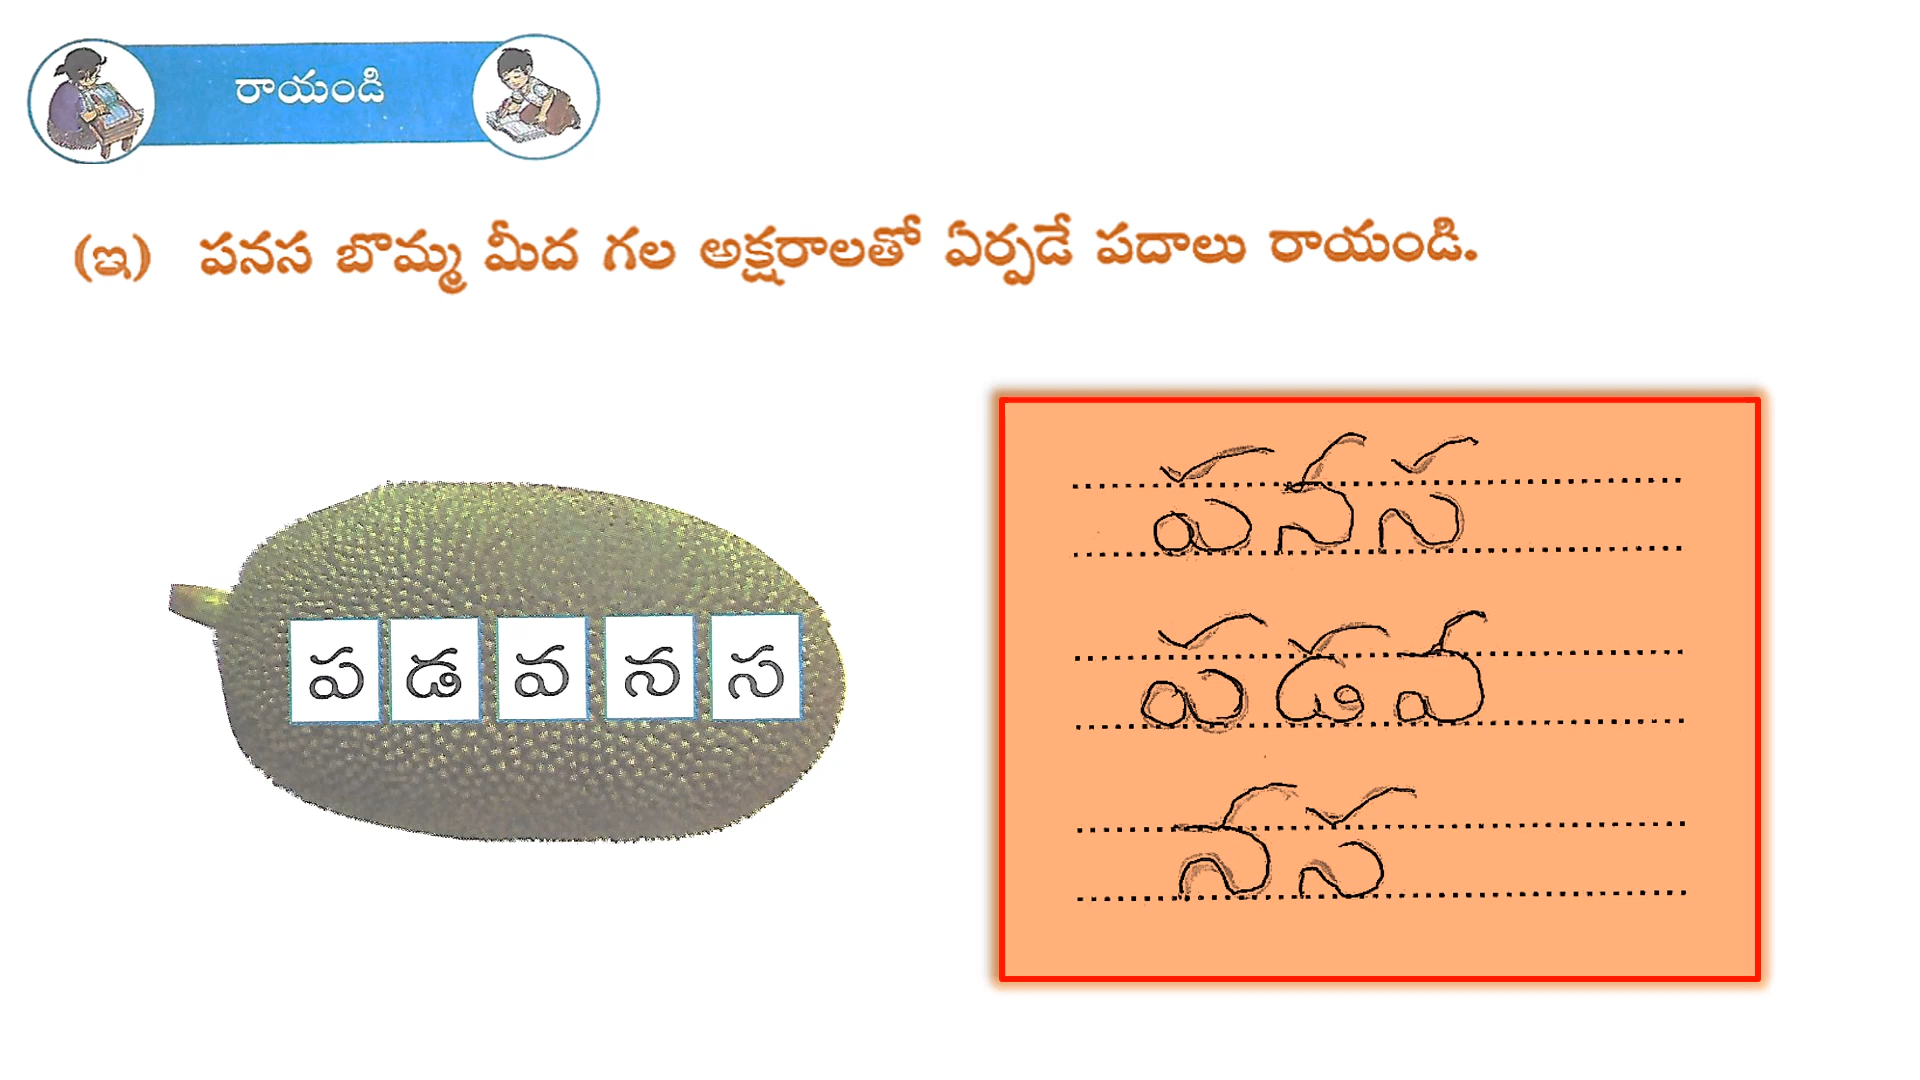 రాయండి
(ఇ) పనస బొమ్మ మీద గల అక్షరాలతో ఏర్పడే పదాలు రాయండి.
ప డ వ న స
పనస
పడవ
నస